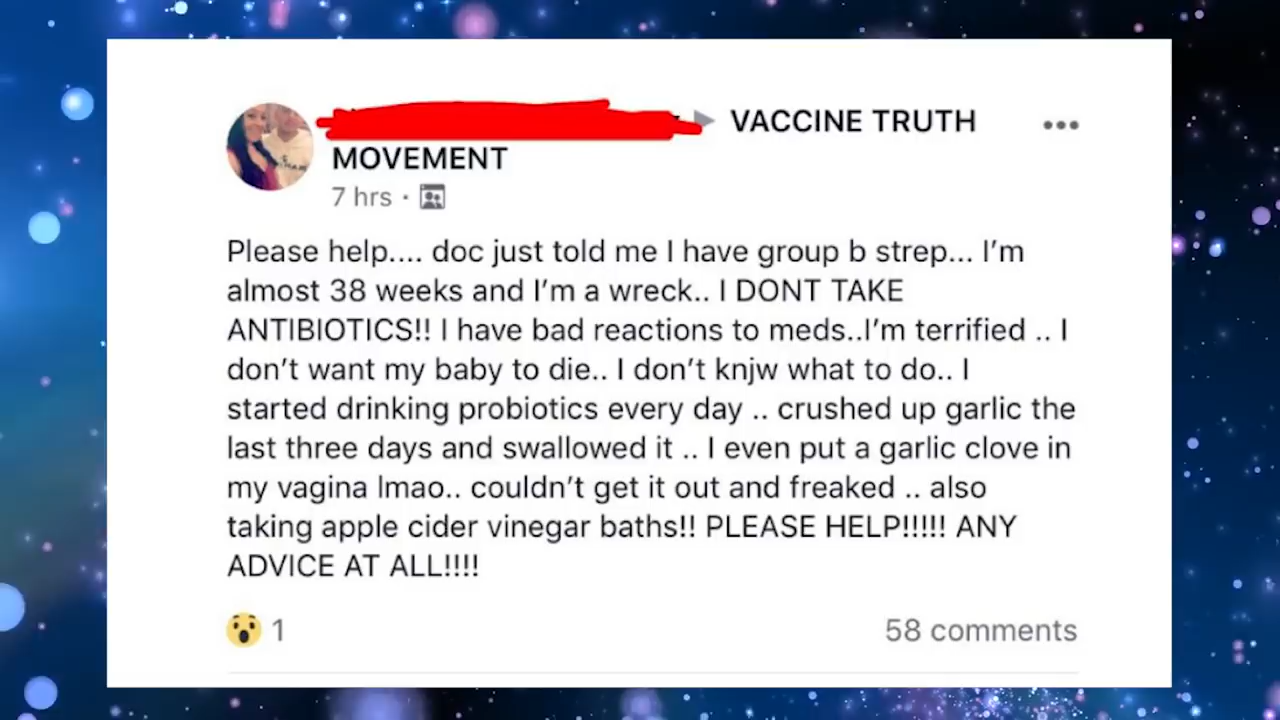 VACCINE TRUTH
MOVEMENT
7 hrs ·
Please help.... doc just told me I have group b strep... I’m
almost 38 weeks and I’m a wreck.. I DONT TAKE
ANTIBIOTICS!! I have bad reactions to meds..I’m terrified .. I
don’t want my baby to die.. I don’t knjw what to do.. I
started drinking probiotics every day .. crushed up garlic the
last three days and swallowed it .. I even put a garlic clove in
my vagina lmao.. couldn’t get it out and freaked .. also
taking apple cider vinegar baths!! PLEASE HELP!!!!! ANY
ADVICE AT ALL!!!!
1
58 comments